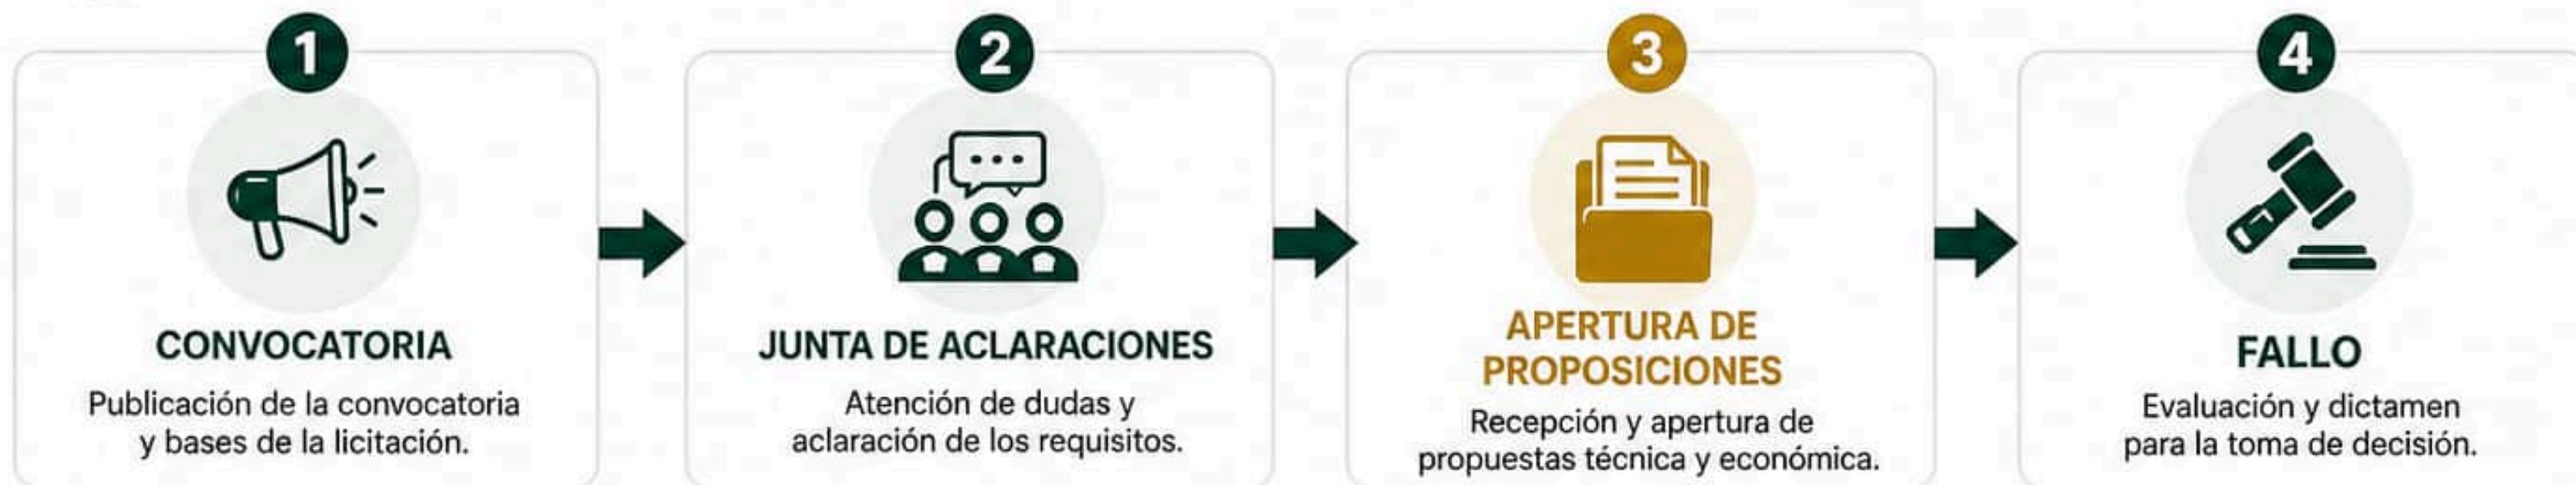 1
CONVOCATORIA
Publicación de la convocatoria
y bases de la licitación.
2
JUNTA DE ACLARACIONES
Atención de dudas y
aclaración de los requisitos.
3
APERTURA DE
PROPOSICIONES
Recepción y apertura de
propuestas técnica y económica.
4
FALLO
Evaluación y dictamen
para la toma de decisión.